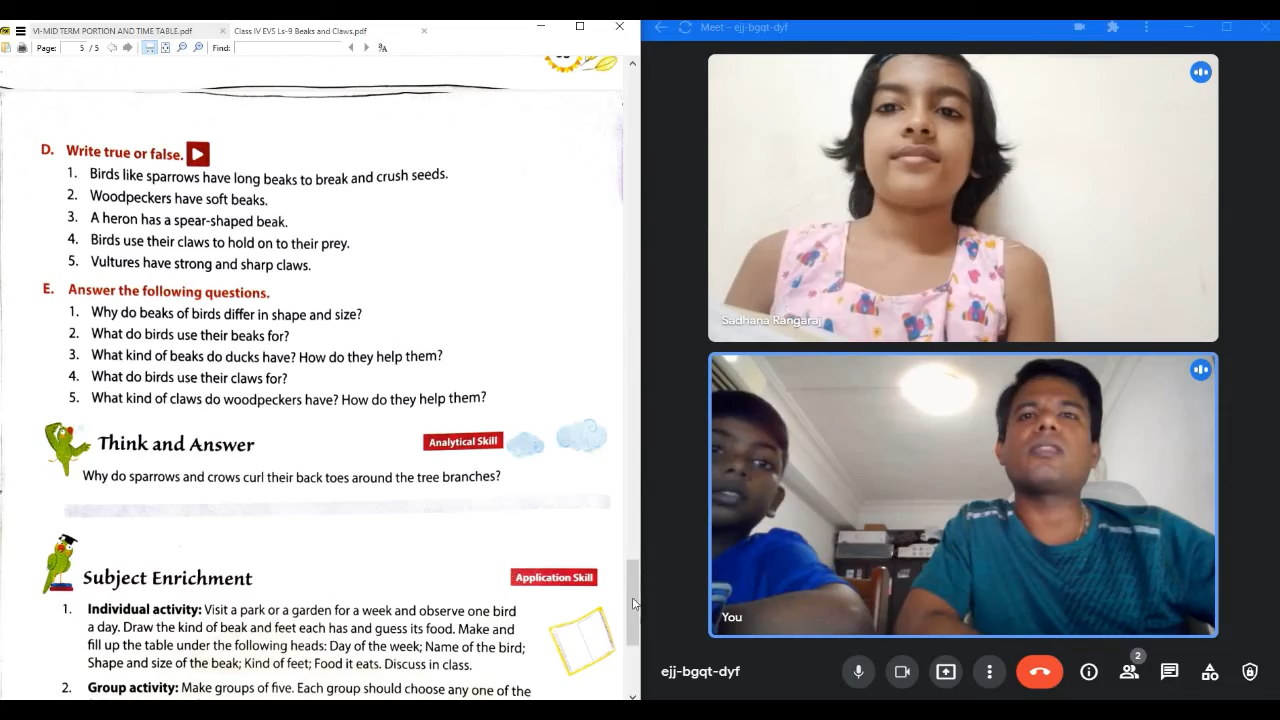 VI-MID TERM PORTION AND TIME TABLE.pdf
Class IV EVS Ls-9 Beaks and Claws.pdf
Page: 5 / 5
Find:
D. Write true or false.
1. Birds like sparrows have long beaks to break and crush seeds.
2. Woodpeckers have soft beaks.
3. A heron has a spear-shaped beak.
4. Birds use their claws to hold on to their prey.
5. Vultures have strong and sharp claws.
E. Answer the following questions.
1. Why do beaks of birds differ in shape and size?
2. What do birds use their beaks for?
3. What kind of beaks do ducks have? How do they help them?
4. What do birds use their claws for?
5. What kind of claws do woodpeckers have? How do they help them?
Think and Answer
Analytical Skill
Why do sparrows and crows curl their back toes around the tree branches?
Subject Enrichment
Application Skill
1. Individual activity: Visit a park or a garden for a week and observe one bird
a day. Draw the kind of beak and feet each has and guess its food. Make and
fill up the table under the following heads: Day of the week; Name of the bird;
Shape and size of the beak; Kind of feet; Food it eats. Discuss in class.
2. Group activity: Make groups of five. Each group should choose any one of the
Meet – ejj-bgqt-dyf
Sadhana Rangaraj
You
ejj-bgqt-dyf
2